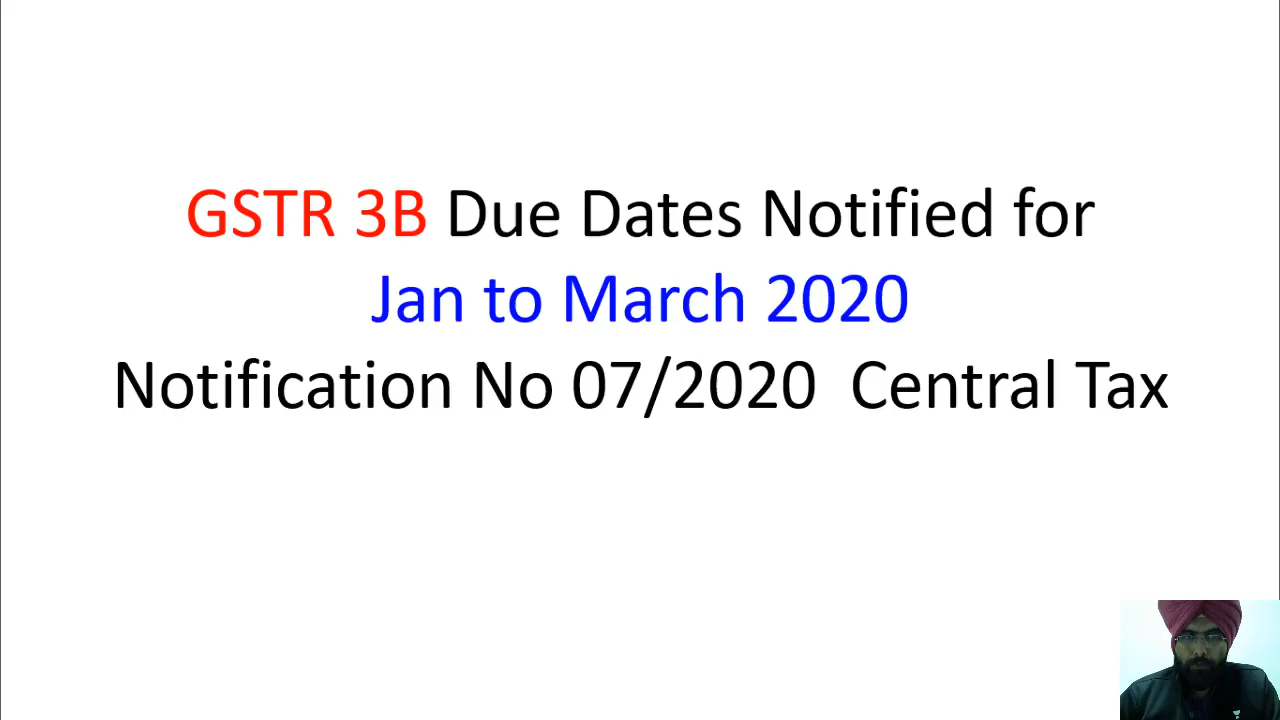 GSTR 3B Due Dates Notified for
Jan to March 2020
Notification No 07/2020  Central Tax